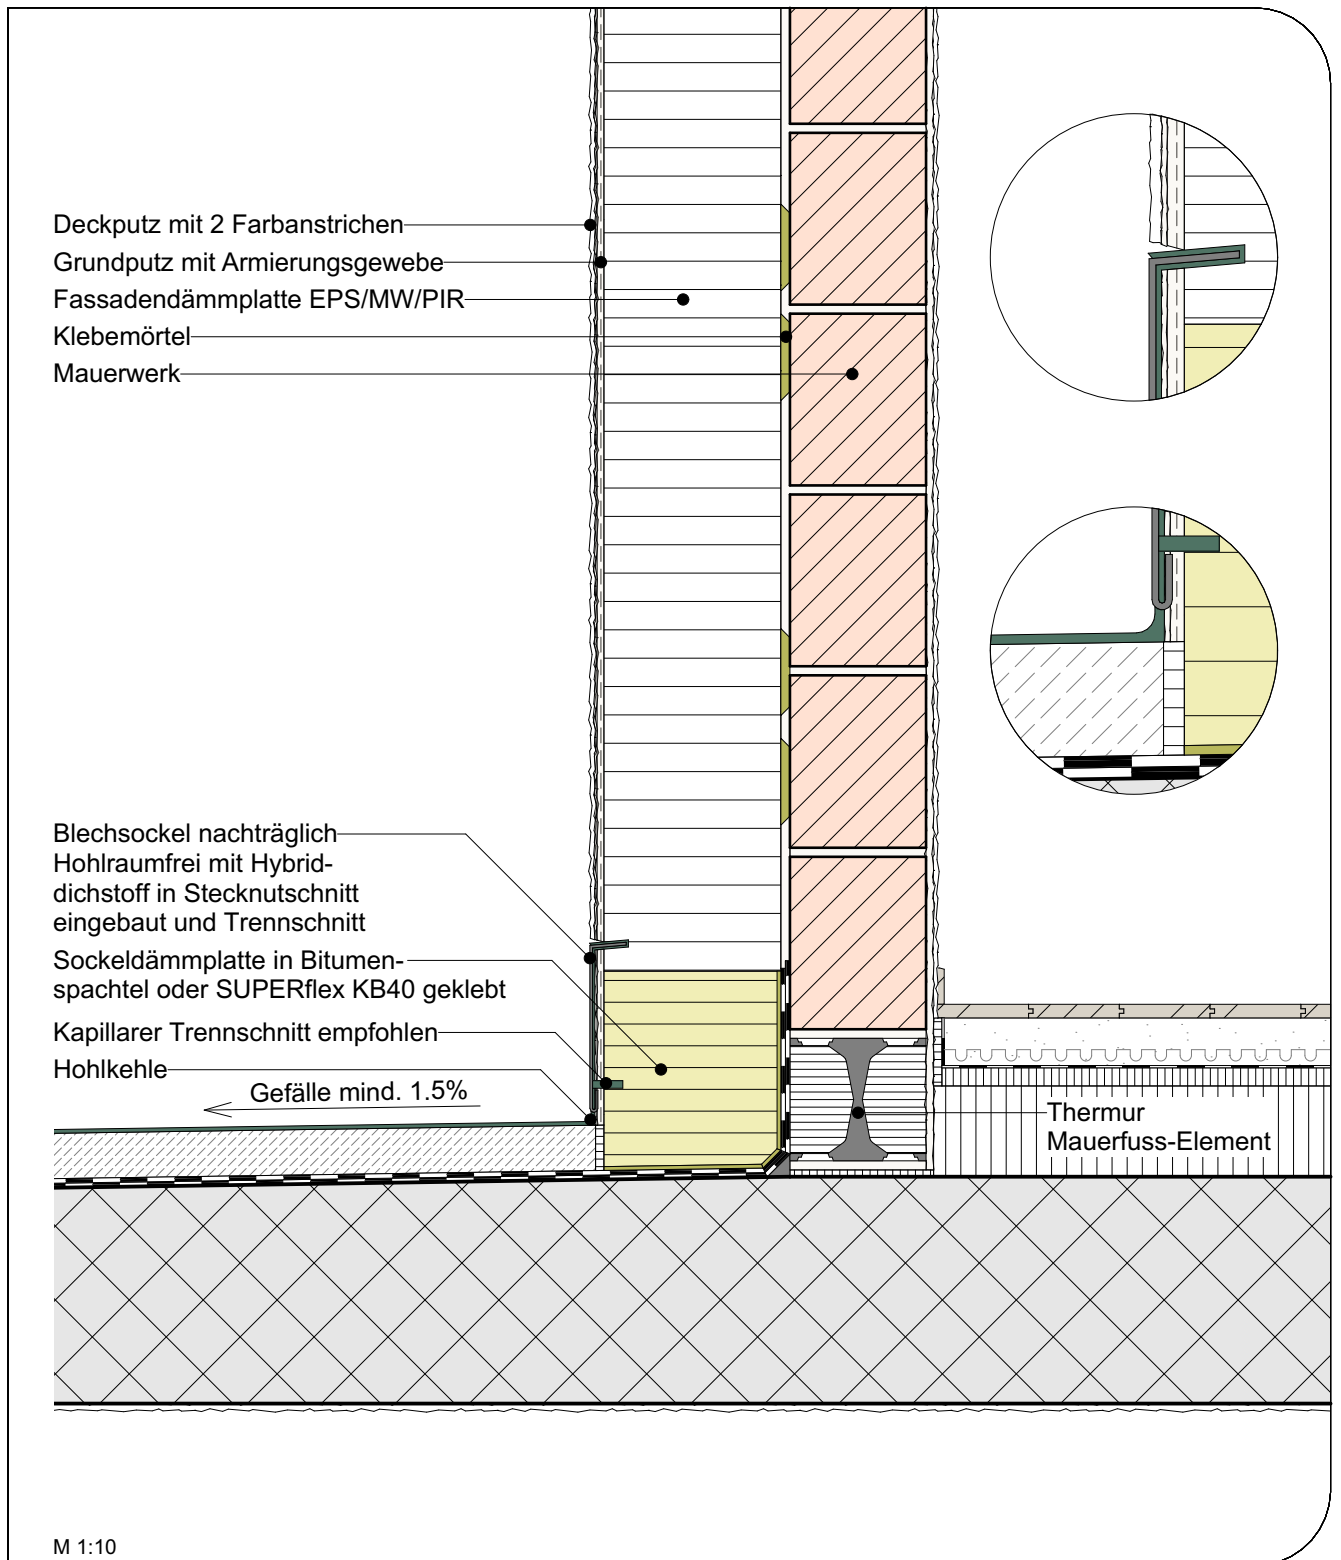 Deckputz mit 2 Farbanstrichen
Grundputz mit Armierungsgewebe
Fassadendämmplatte EPS/MW/PIR
Klebemörtel
Mauerwerk
Blechsockel nachträglich
Hohlraumfrei mit Hybrid-
dichstoff in Stecknutschnitt
eingebaut und Trennschnitt
Sockeldämmplatte in Bitumen-
spachtel oder SUPERflex KB40 geklebt
Kapillarer Trennschnitt empfohlen
Hohlkehle
Gefälle mind. 1.5%
Thermur
Mauerfuss-Element
M 1:10